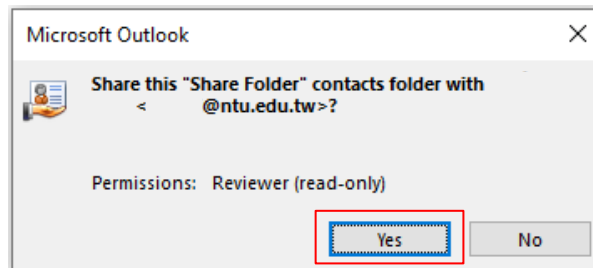 Microsoft Outlook
Share this "Share Folder" contacts folder with
< @ntu.edu.tw>?
Permissions: Reviewer (read-only)
Yes No